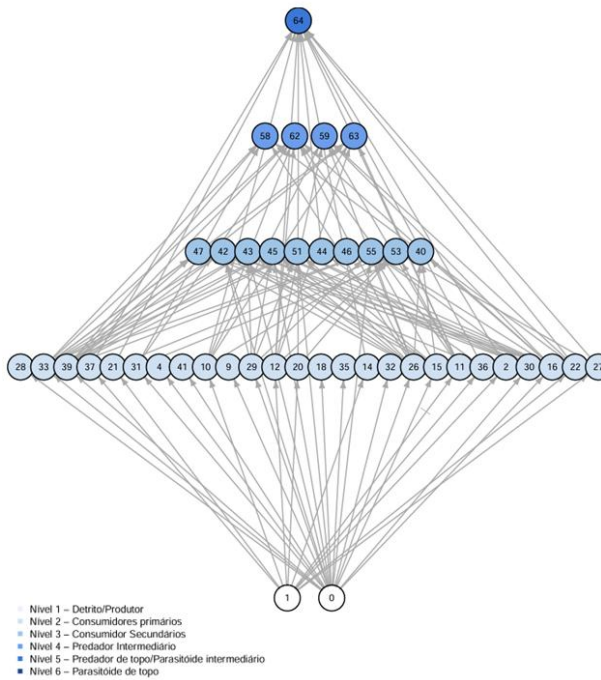 64
58 62 59 63
47 42 43 45 51 44 46 55 53 40
28 33 39 37 21 31 4 41 10 9 29 12 20 18 35 14 32 26 15 11 36 2 30 16 22 27
1 0
Nível 1 – Detrito/Produtor
Nível 2 – Consumidores primários
Nível 3 – Consumidor Secundários
Nível 4 – Predador Intermediário
Nível 5 – Predador de topo/Parasitóide intermediário
Nível 6 – Parasitóide de topo